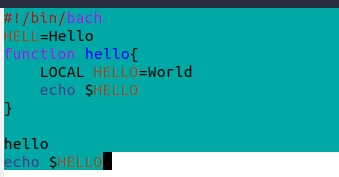 #!/bin/bach
HELL=Hello
function hello{
    LOCAL HELLO=World
    echo $HELLO
}

hello
echo $HELLO